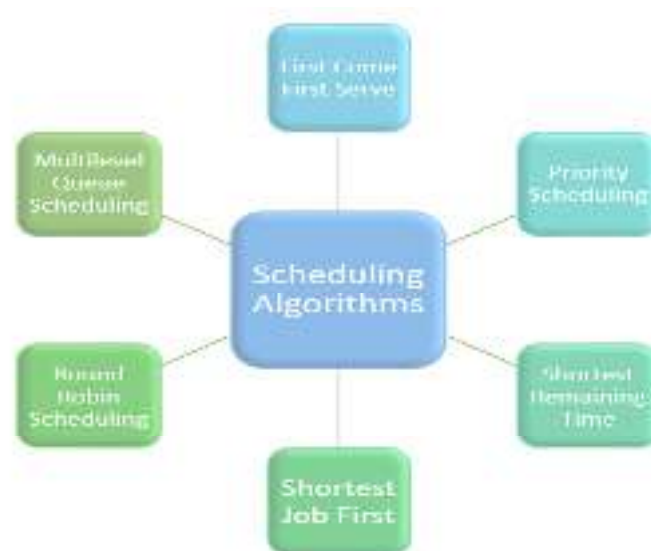 First Come
First Serve
Multilevel
Queue
Scheduling
Priority
Scheduling
Scheduling
Algorithms
Round
Robin
Scheduling
Shortest
Remaining
Time
Shortest
Job First